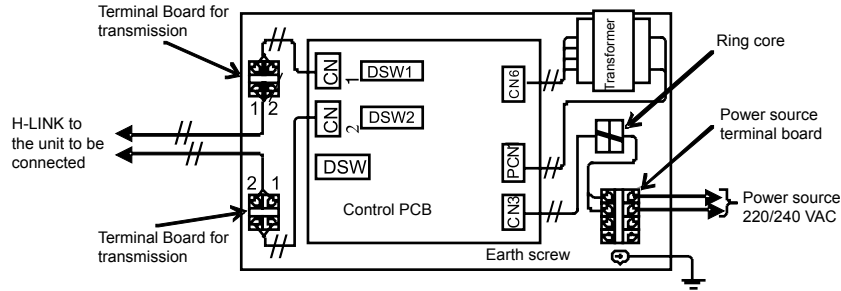 Terminal Board for
transmission
CN
1
DSW1
CN6
Transformer
Ring core
1 2
CN
2
DSW2
H-LINK to
the unit to be
connected
Power source
terminal board
DSW
PCN1
2 1
Control PCB
CN3
Power source
220/240 VAC
Terminal Board for
transmission
Earth screw